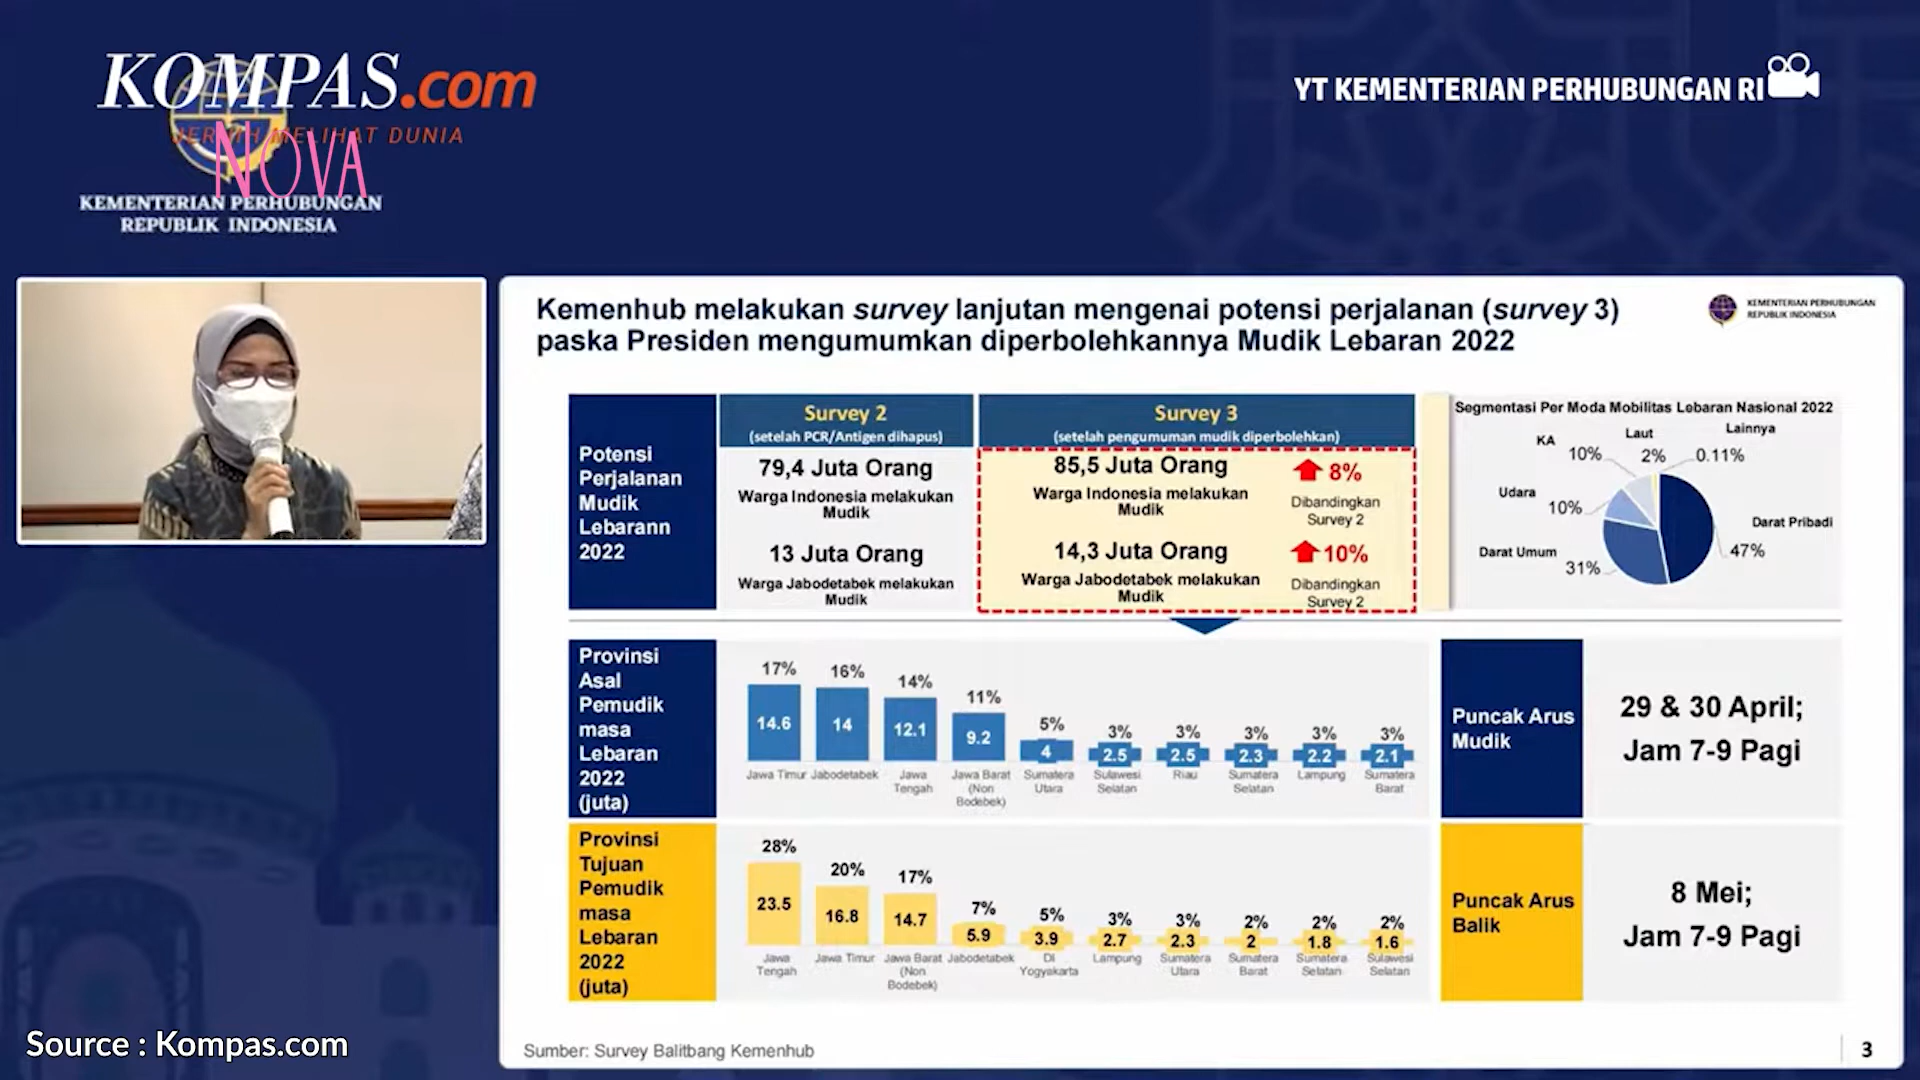 KOMPAS.com
JERNIH MELIHAT DUNIA
NOVA
KEMENTERIAN PERHUBUNGAN
REPUBLIK INDONESIA
YT KEMENTERIAN PERHUBUNGAN RI
Kemenhub melakukan survey lanjutan mengenai potensi perjalanan (survey 3)
paska Presiden mengumumkan diperbolehkannya Mudik Lebaran 2022
KEMENTERIAN PERHUBUNGAN
REPUBLIK INDONESIA
Potensi
Perjalanan
Mudik
Lebarann
2022
Survey 2
(setelah PCR/Antigen dihapus)
79,4 Juta Orang
Warga Indonesia melakukan
Mudik
13 Juta Orang
Warga Jabodetabek melakukan
Mudik
Survey 3
(setelah pengumuman mudik diperbolehkan)
85,5 Juta Orang
Warga Indonesia melakukan
Mudik
8%
Dibandingkan
Survey 2
14,3 Juta Orang
Warga Jabodetabek melakukan
Mudik
10%
Dibandingkan
Survey 2
Segmentasi Per Moda Mobilitas Lebaran Nasional 2022
KA
10%
Laut
2%
Lainnya
0.11%
Udara
10%
Darat Pribadi
47%
Darat Umum
31%
Provinsi
Asal
Pemudik
masa
Lebaran
2022
(juta)
17% 16% 14% 11% 5% 3% 3% 3% 3% 3%
14.6 14 12.1 9.2 4 2.5 2.5 2.3 2.2 2.1
Jawa Timur Jabodetabek Jawa Tengah Jawa Barat (Non Bodebek) Sumatera Utara Sulawesi Selatan Riau Sumatera Selatan Lampung Sumatera Barat
Puncak Arus
Mudik
29 & 30 April;
Jam 7-9 Pagi
Provinsi
Tujuan
Pemudik
masa
Lebaran
2022
(juta)
28% 20% 17% 7% 5% 3% 3% 2% 2% 2%
23.5 16.8 14.7 5.9 3.9 2.7 2.3 2 1.8 1.6
Jawa Tengah Jawa Timur Jawa Barat (Non Bodebek) Jabodetabek DI Yogyakarta Lampung Sumatera Utara Sumatera Barat Sumatera Selatan Sulawesi Selatan
Puncak Arus
Balik
8 Mei;
Jam 7-9 Pagi
Source : Kompas.com
Sumber: Survey Balitbang Kemenhub
3